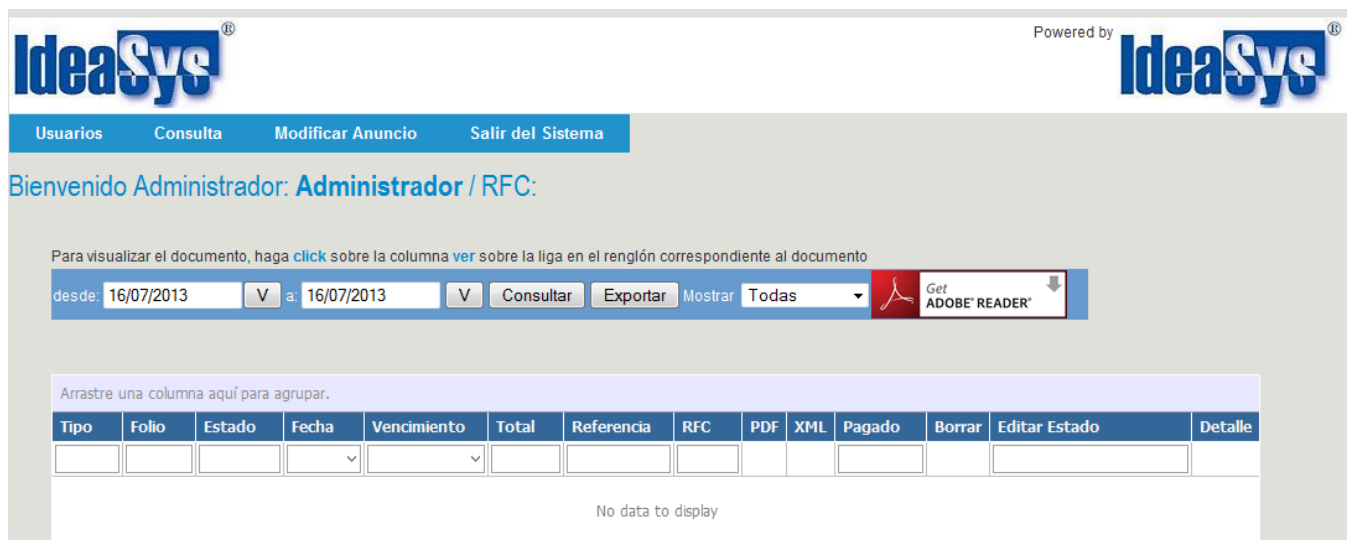 IdeaSys®
Powered by IdeaSys®
Usuarios Consulta Modificar Anuncio Salir del Sistema
Bienvenido Administrador: Administrador / RFC:
Para visualizar el documento, haga click sobre la columna ver sobre la liga en el renglón correspondiente al documento
desde: 16/07/2013 V a: 16/07/2013 V Consultar Exportar Mostrar Todas Get
ADOBE® READER®
Arrastre una columna aquí para agrupar.
Tipo Folio Estado Fecha Vencimiento Total Referencia RFC PDF XML Pagado Borrar Editar Estado Detalle
No data to display